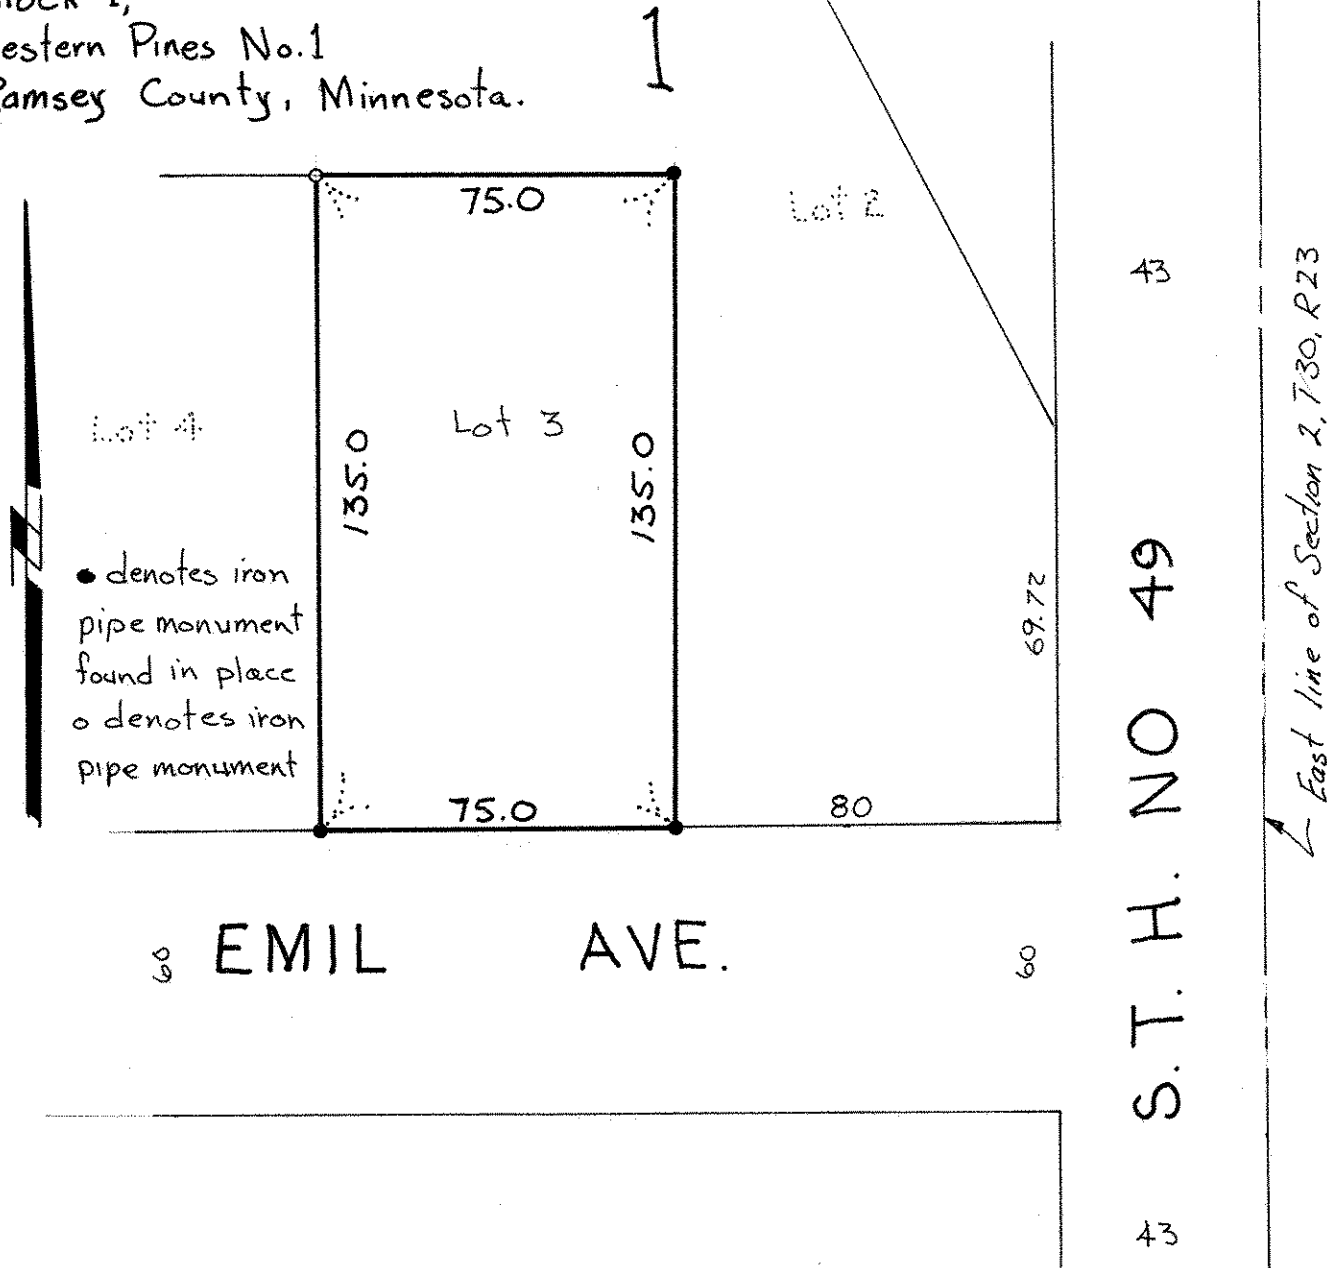 estern Pines No.1
Ramsey County, Minnesota.
1
75.0
Lot 2
43
Lot 4
Lot 3
135.0
135.0
● denotes iron
pipe monument
found in place
o denotes iron
pipe monument
69.72
75.0
80
60
EMIL AVE.
60
S.T.H. NO 49
43
East line of Section 2, T30, R23